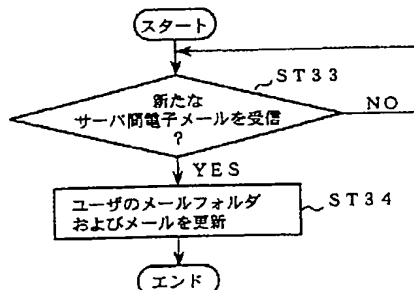 スタート
ST33
新たな
サーバ間電子メールを受信
?
NO
YES
ユーザのメールフォルダ
およびメールを更新
ST34
エンド